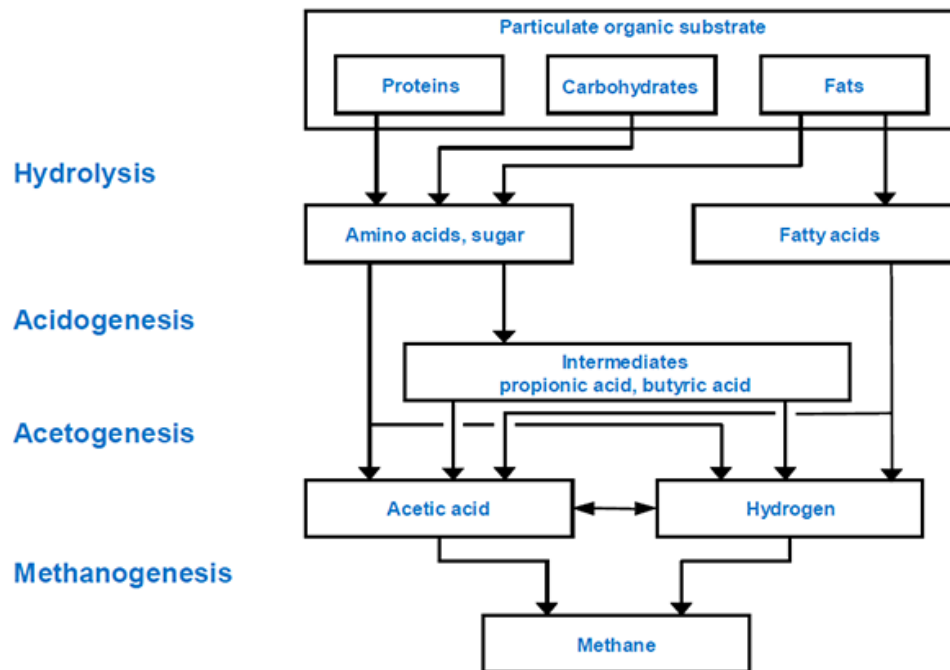 Particulate organic substrate
Proteins
Carbohydrates
Fats
Hydrolysis
Amino acids, sugar
Fatty acids
Acidogenesis
Intermediates
propionic acid, butyric acid
Acetogenesis
Acetic acid
Hydrogen
Methanogenesis
Methane